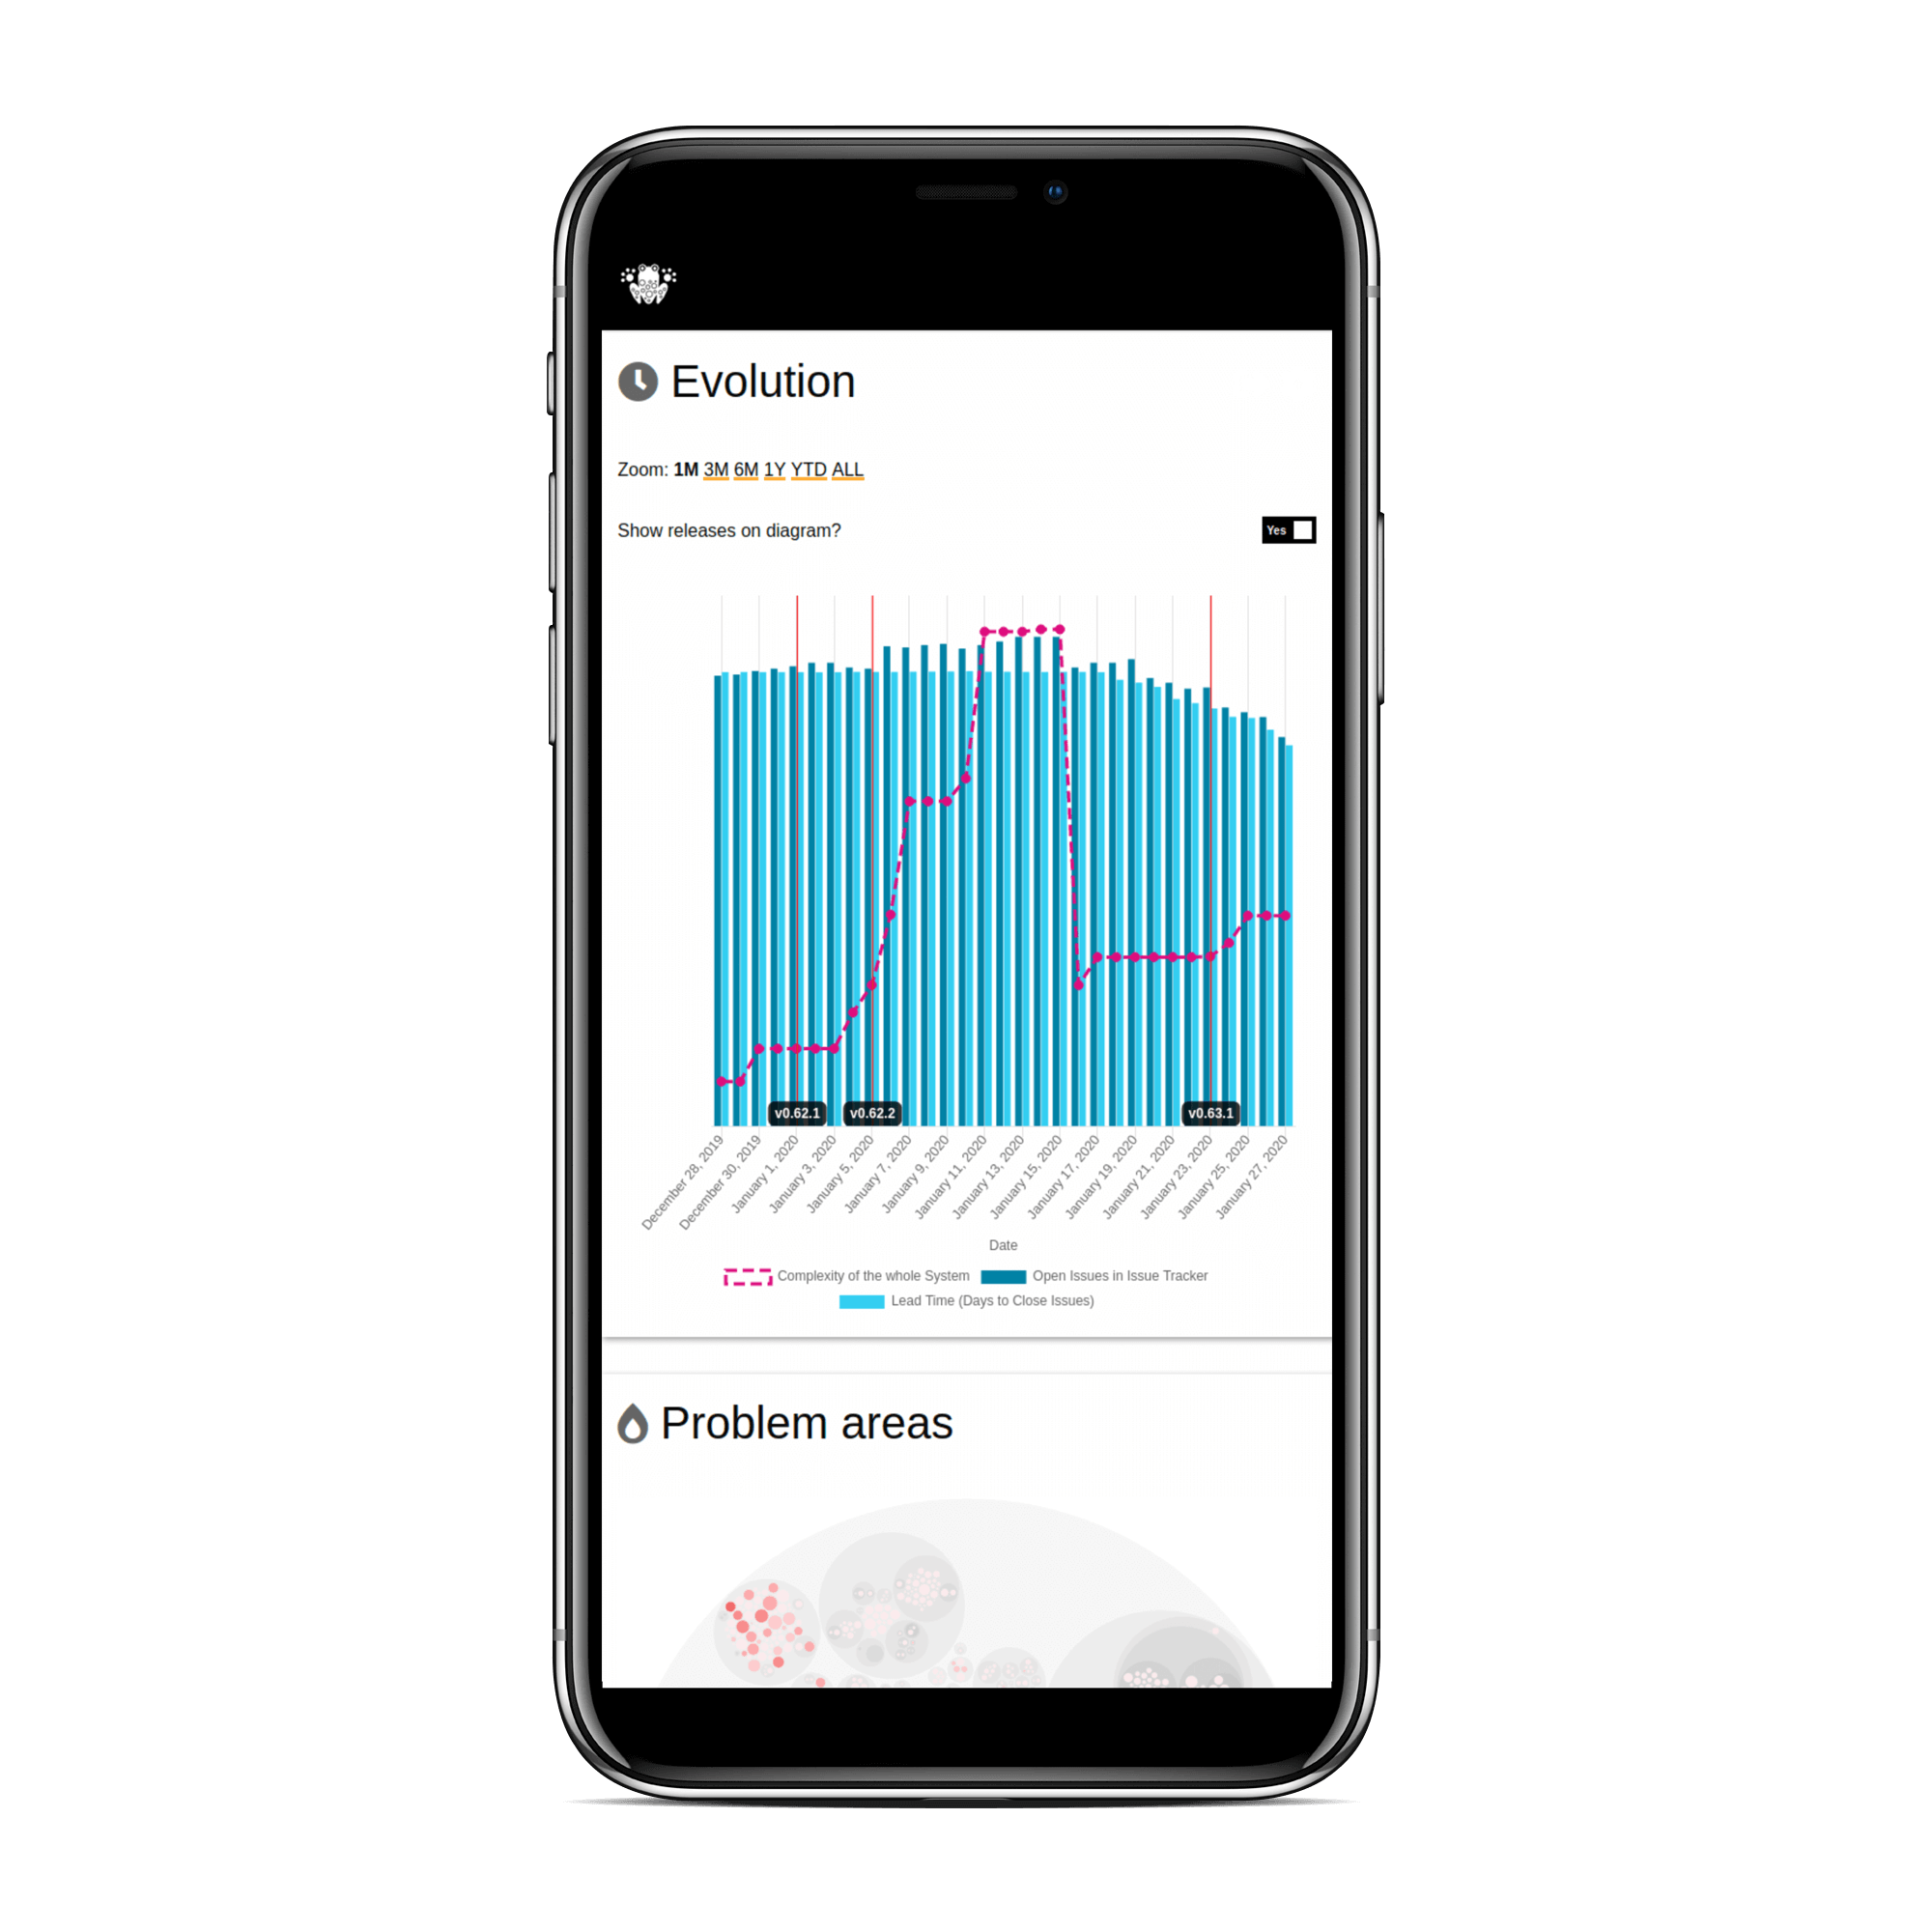 Evolution
Zoom: 1M 3M 6M 1Y YTD ALL
Show releases on diagram?
Yes
v0.62.1
v0.62.2
v0.63.1
December 28, 2019
December 30, 2019
January 1, 2020
January 3, 2020
January 5, 2020
January 7, 2020
January 9, 2020
January 11, 2020
January 13, 2020
January 15, 2020
January 17, 2020
January 19, 2020
January 21, 2020
January 23, 2020
January 25, 2020
January 27, 2020
Date
Complexity of the whole System
Open Issues in Issue Tracker
Lead Time (Days to Close Issues)
Problem areas